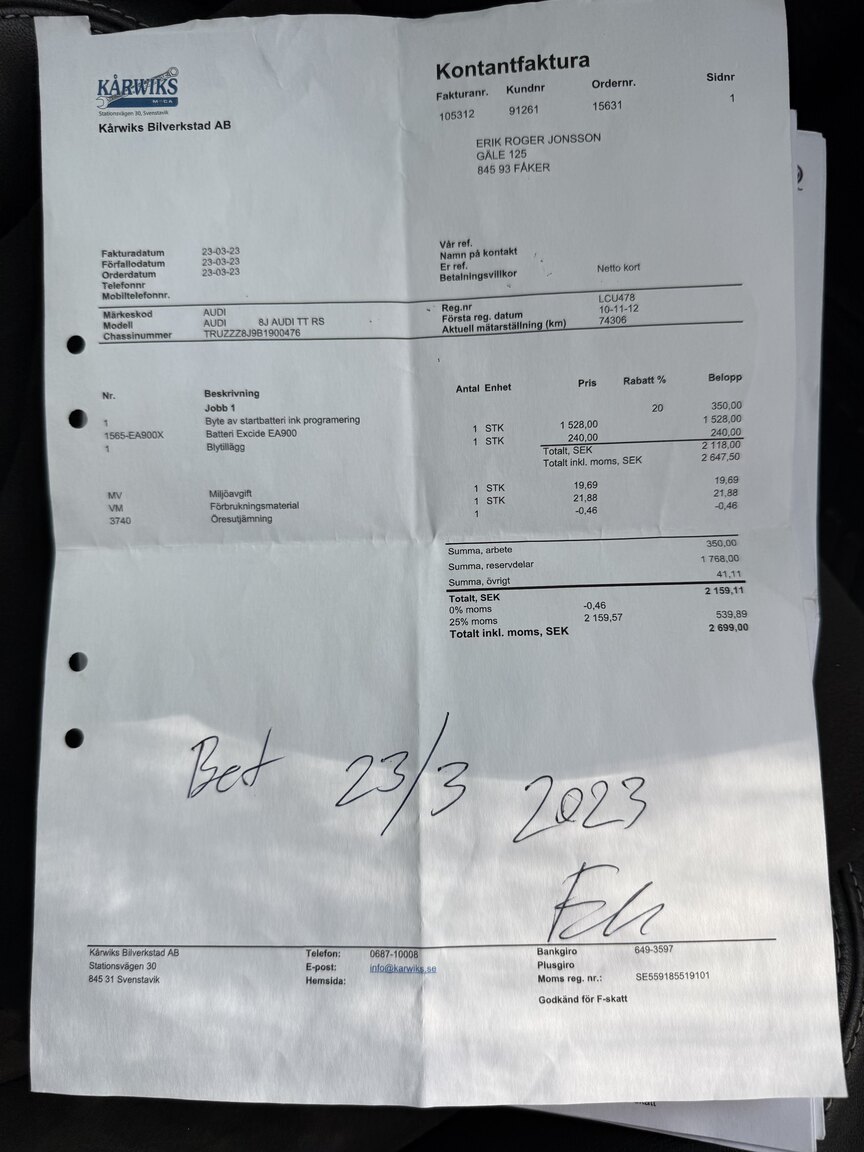 KÅRWIKS
Stationsvägen 30, Svenstavik
Kårwiks Bilverkstad AB
Kontantfaktura
Fakturanr. Kundnr Ordernr. Sidnr
105312 91261 15631 1
ERIK ROGER JONSSON
GÄLE 125
845 93 FÅKER
Fakturadatum 23-03-23
Förfallodatum 23-03-23
Orderdatum 23-03-23
Telefonnr
Mobiltelefonnr.
Vår ref.
Namn på kontakt
Er ref.
Betalningsvillkor Netto kort
Märkeskod AUDI
Modell AUDI 8J AUDI TT RS
Chassinummer TRUZZZ8J9B1900476
Reg.nr LCU478
Första reg. datum 10-11-12
Aktuell mätarställning (km) 74306
Nr. Beskrivning Antal Enhet Pris Rabatt % Belopp
Jobb 1
1 Byte av startbatteri ink programering 20 350,00
1565-EA900X Batteri Excide EA900 1 STK 1 528,00 1 528,00
1 Blytillägg 1 STK 240,00 240,00
Totalt, SEK 2 118,00
Totalt inkl. moms, SEK 2 647,50
MV Miljöavgift 1 STK 19,69 19,69
VM Förbrukningsmaterial 1 STK 21,88 21,88
3740 Öresutjämning 1 -0,46 -0,46
Summa, arbete 350,00
Summa, reservdelar 1 768,00
Summa, övrigt 41,11
Totalt, SEK 2 159,11
0% moms -0,46
25% moms 2 159,57 539,89
Totalt inkl. moms, SEK 2 699,00
Bet 23/3 2023
Kårwiks Bilverkstad AB
Stationsvägen 30
845 31 Svenstavik
Telefon: 0687-10008
E-post: info@karwiks.se
Hemsida:
Bankgiro 649-3597
Plusgiro
Moms reg. nr.: SE559185519101
Godkänd för F-skatt